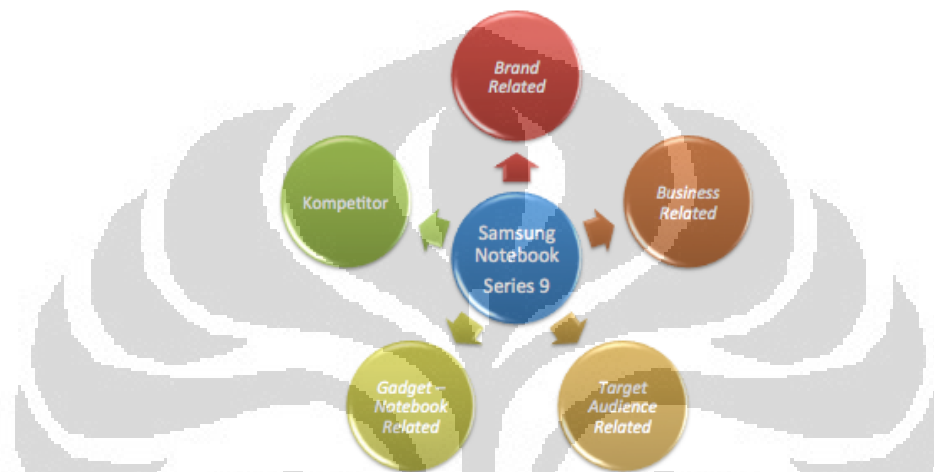 Brand
Related
Kompetitor
Business
Related
Samsung
Notebook
Series 9
Gadget –
Notebook
Related
Target
Audience
Related